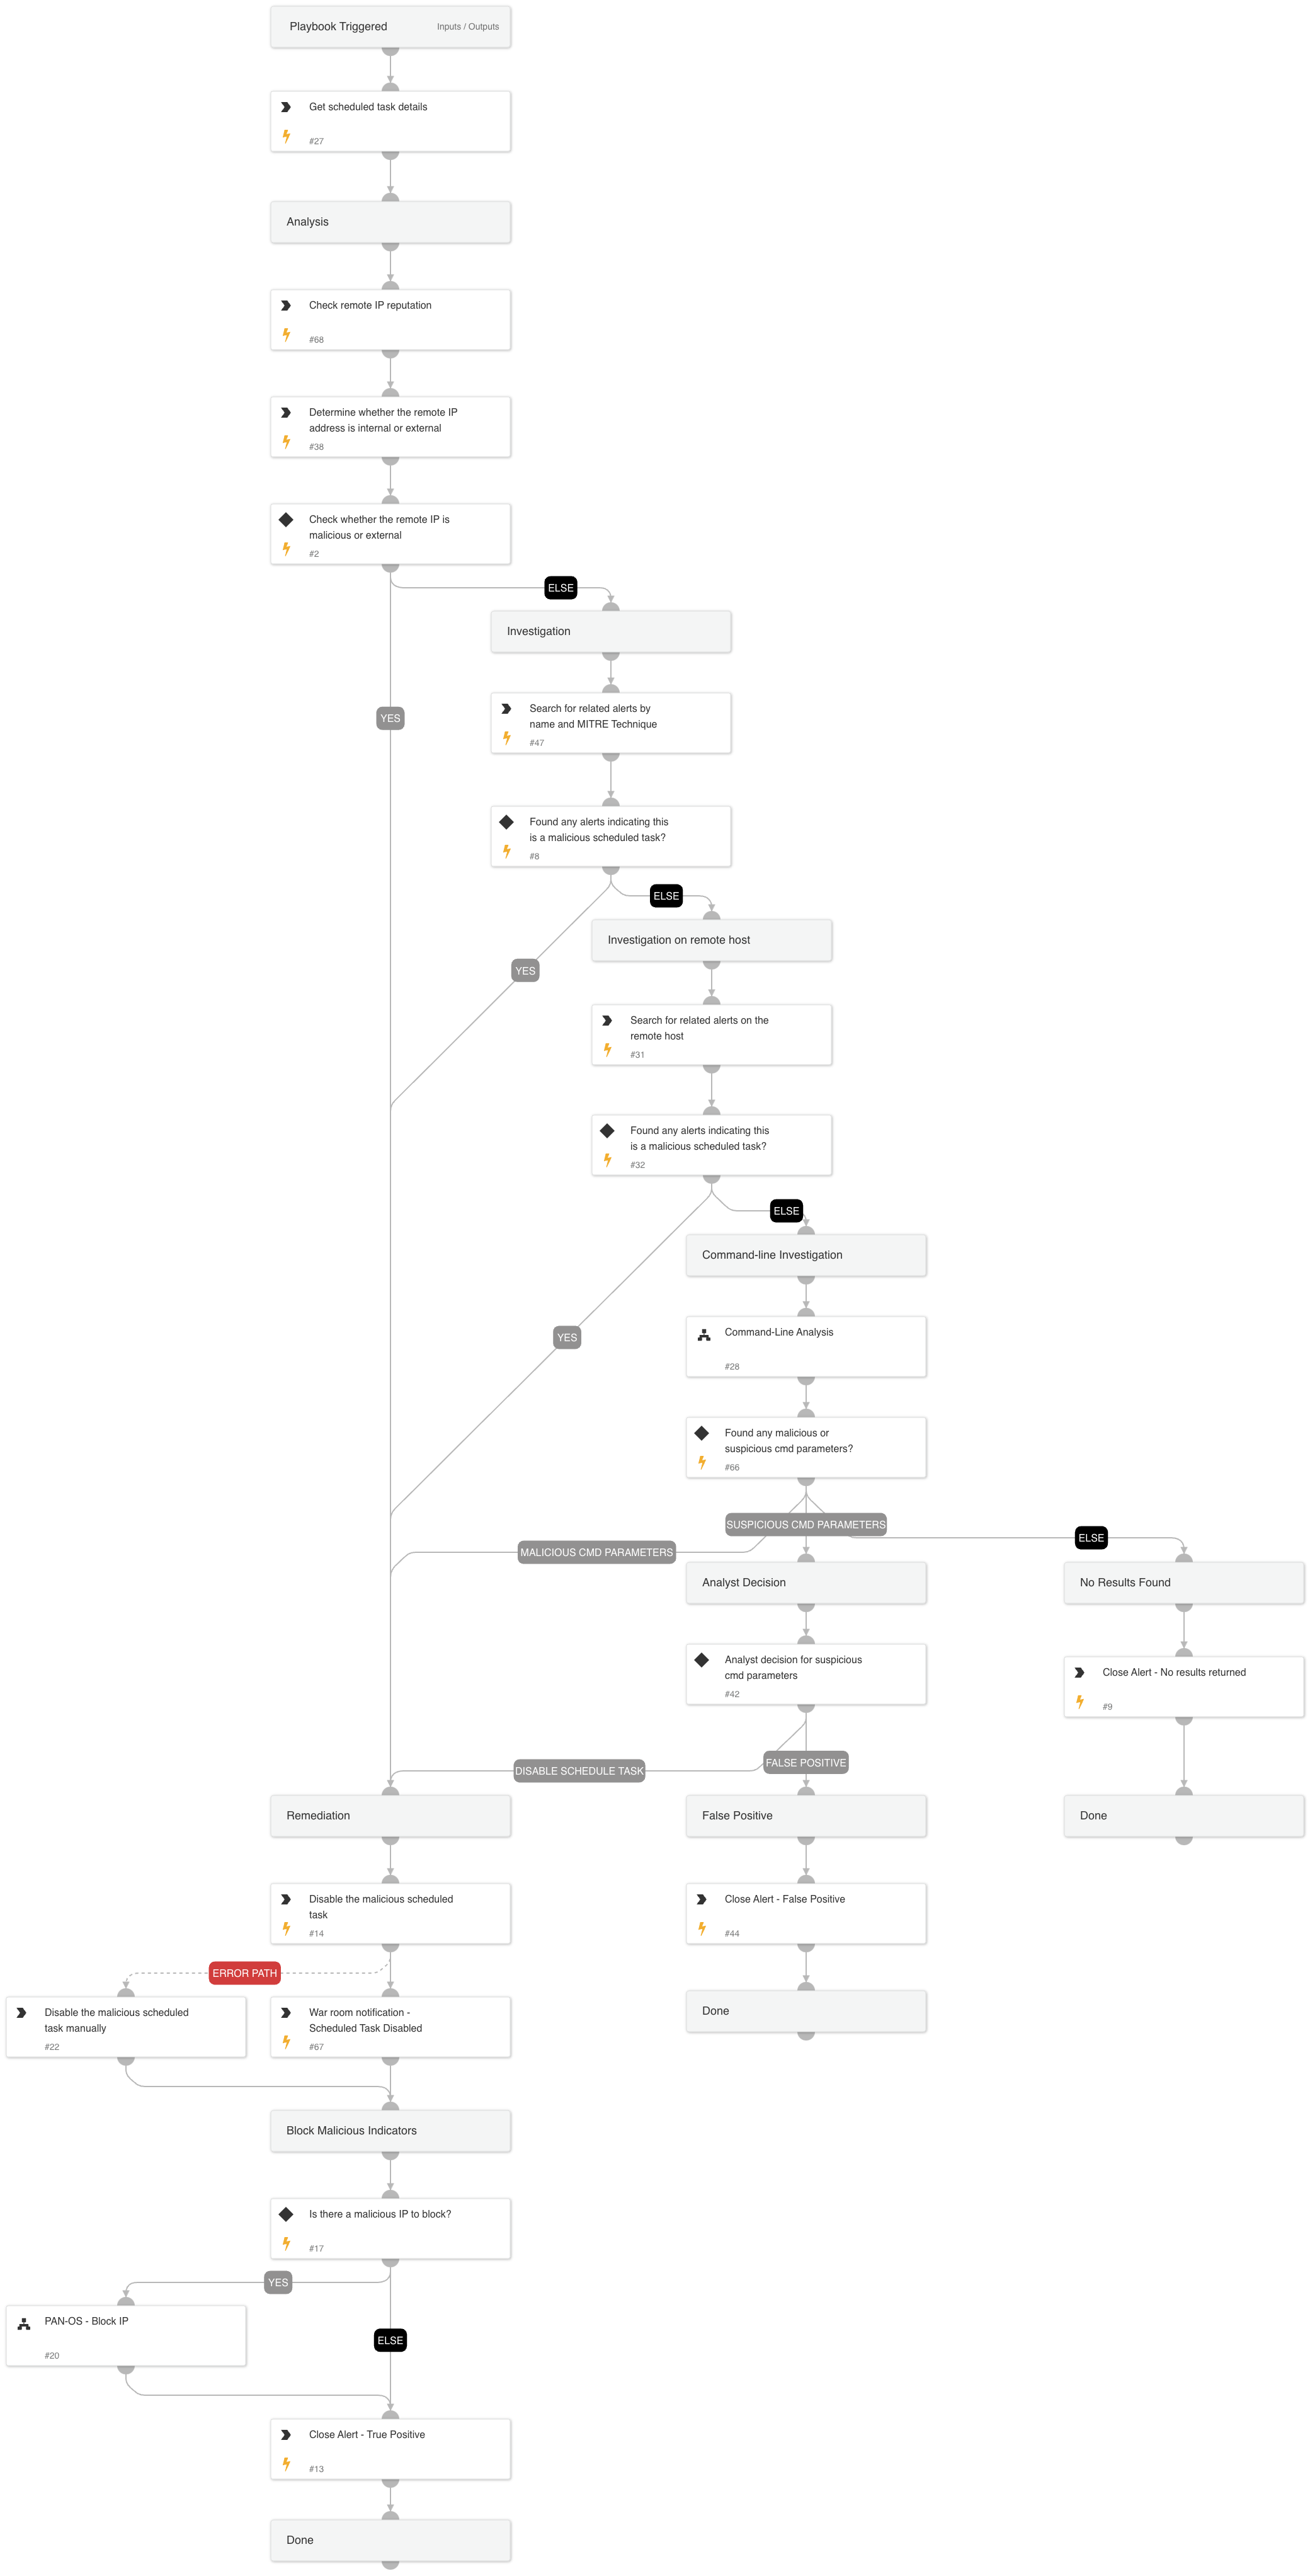 Playbook Triggered
Inputs / Outputs
Get scheduled task details
#27
Analysis
Check remote IP reputation
#68
Determine whether the remote IP
address is internal or external
#38
Check whether the remote IP is
malicious or external
#2
ELSE
Investigation
YES
Search for related alerts by
name and MITRE Technique
#47
Found any alerts indicating this
is a malicious scheduled task?
#8
ELSE
Investigation on remote host
YES
Search for related alerts on the
remote host
#31
Found any alerts indicating this
is a malicious scheduled task?
#32
ELSE
Command-line Investigation
YES
Command-Line Analysis
#28
Found any malicious or
suspicious cmd parameters?
#66
SUSPICIOUS CMD PARAMETERS
ELSE
MALICIOUS CMD PARAMETERS
Analyst Decision
No Results Found
Analyst decision for suspicious
cmd parameters
#42
Close Alert - No results returned
#9
FALSE POSITIVE
DISABLE SCHEDULE TASK
Remediation
False Positive
Done
Disable the malicious scheduled
task
#14
Close Alert - False Positive
#44
ERROR PATH
Disable the malicious scheduled
task manually
#22
War room notification -
Scheduled Task Disabled
#67
Done
Block Malicious Indicators
Is there a malicious IP to block?
#17
YES
PAN-OS - Block IP
#20
ELSE
Close Alert - True Positive
#13
Done